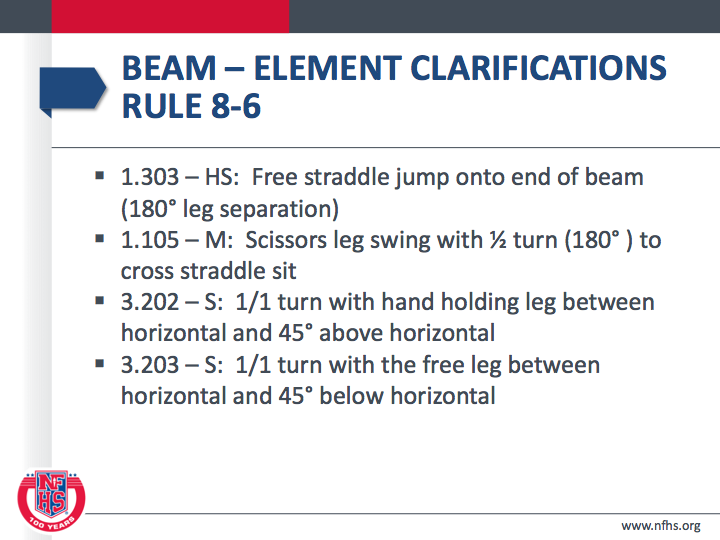 BEAM – ELEMENT CLARIFICATIONS
RULE 8-6
▪ 1.303 – HS:  Free straddle jump onto end of beam
(180° leg separation)
▪ 1.105 – M:  Scissors leg swing with ½ turn (180° ) to
cross straddle sit
▪ 3.202 – S:  1/1 turn with hand holding leg between
horizontal and 45° above horizontal
▪ 3.203 – S:  1/1 turn with the free leg between
horizontal and 45° below horizontal
NF
HS
100 YEARS
www.nfhs.org